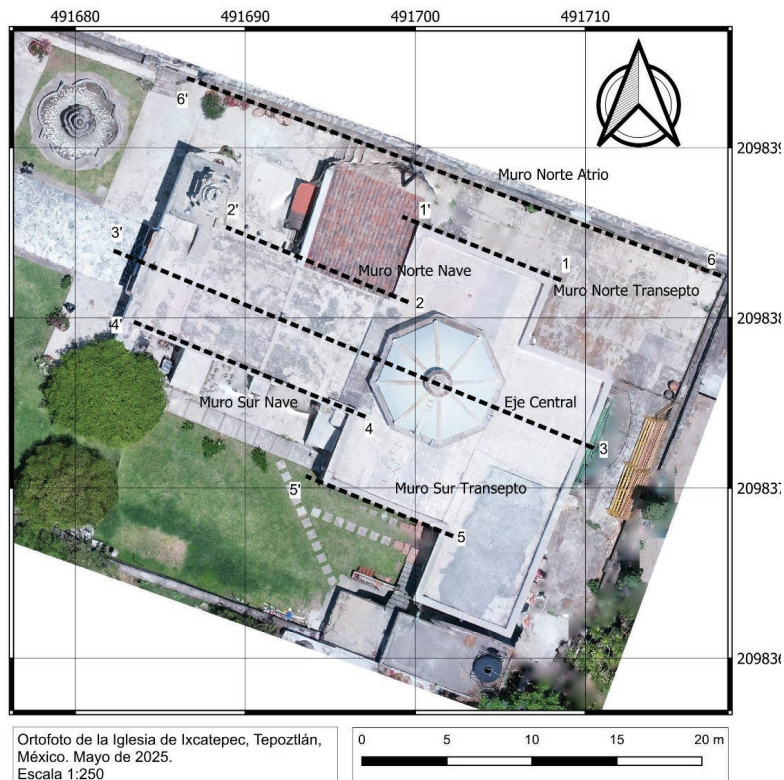 491680 491690 491700 491710
6'
209839
Muro Norte Atrio
2'
1'
3'
1
6
Muro Norte Nave
Muro Norte Transepto
2
209838
4'
Eje Central
Muro Sur Nave
4
3
5'
Muro Sur Transepto
209837
5
209836
Ortofoto de la Iglesia de Ixcatepec, Tepoztlán,
México. Mayo de 2025.
Escala 1:250
0 5 10 15 20 m